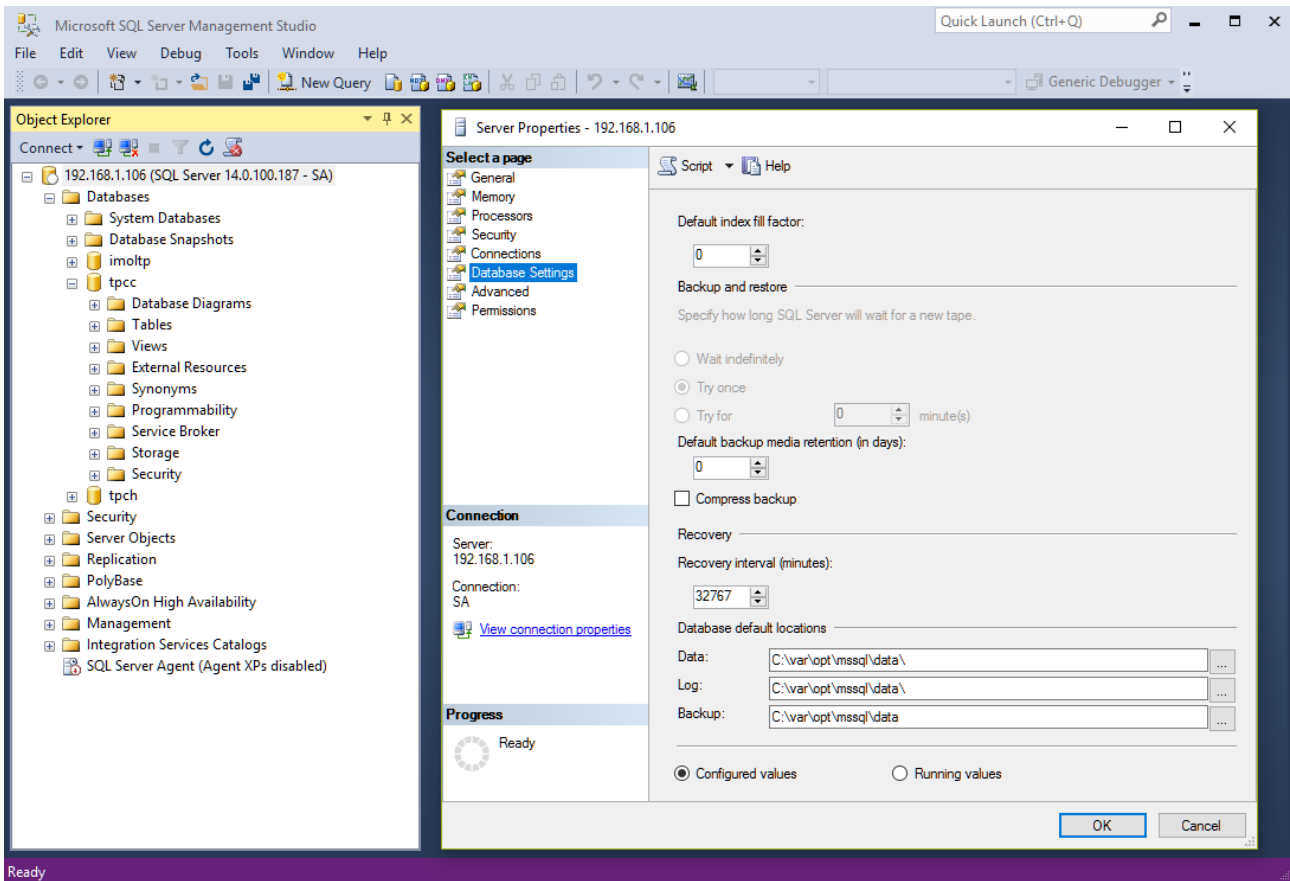 Microsoft SQL Server Management Studio
Quick Launch (Ctrl+Q)
File Edit View Debug Tools Window Help
New Query
MDX
DMX
Generic Debugger
Object Explorer
Connect
192.168.1.106 (SQL Server 14.0.100.187 - SA)
Databases
System Databases
Database Snapshots
imoltp
tpcc
Database Diagrams
Tables
Views
External Resources
Synonyms
Programmability
Service Broker
Storage
Security
tpch
Security
Server Objects
Replication
PolyBase
AlwaysOn High Availability
Management
Integration Services Catalogs
SQL Server Agent (Agent XPs disabled)
Server Properties - 192.168.1.106
Select a page
General
Memory
Processors
Security
Connections
Database Settings
Advanced
Permissions
Connection
Server:
192.168.1.106
Connection:
SA
View connection properties
Progress
Ready
Script Help
Default index fill factor:
0
Backup and restore
Specify how long SQL Server will wait for a new tape.
Wait indefinitely
Try once
Try for 0 minute(s)
Default backup media retention (in days):
0
Compress backup
Recovery
Recovery interval (minutes):
32767
Database default locations
Data: C:\var\opt\mssql\data\ ...
Log: C:\var\opt\mssql\data\ ...
Backup: C:\var\opt\mssql\data ...
Configured values Running values
OK Cancel
Ready